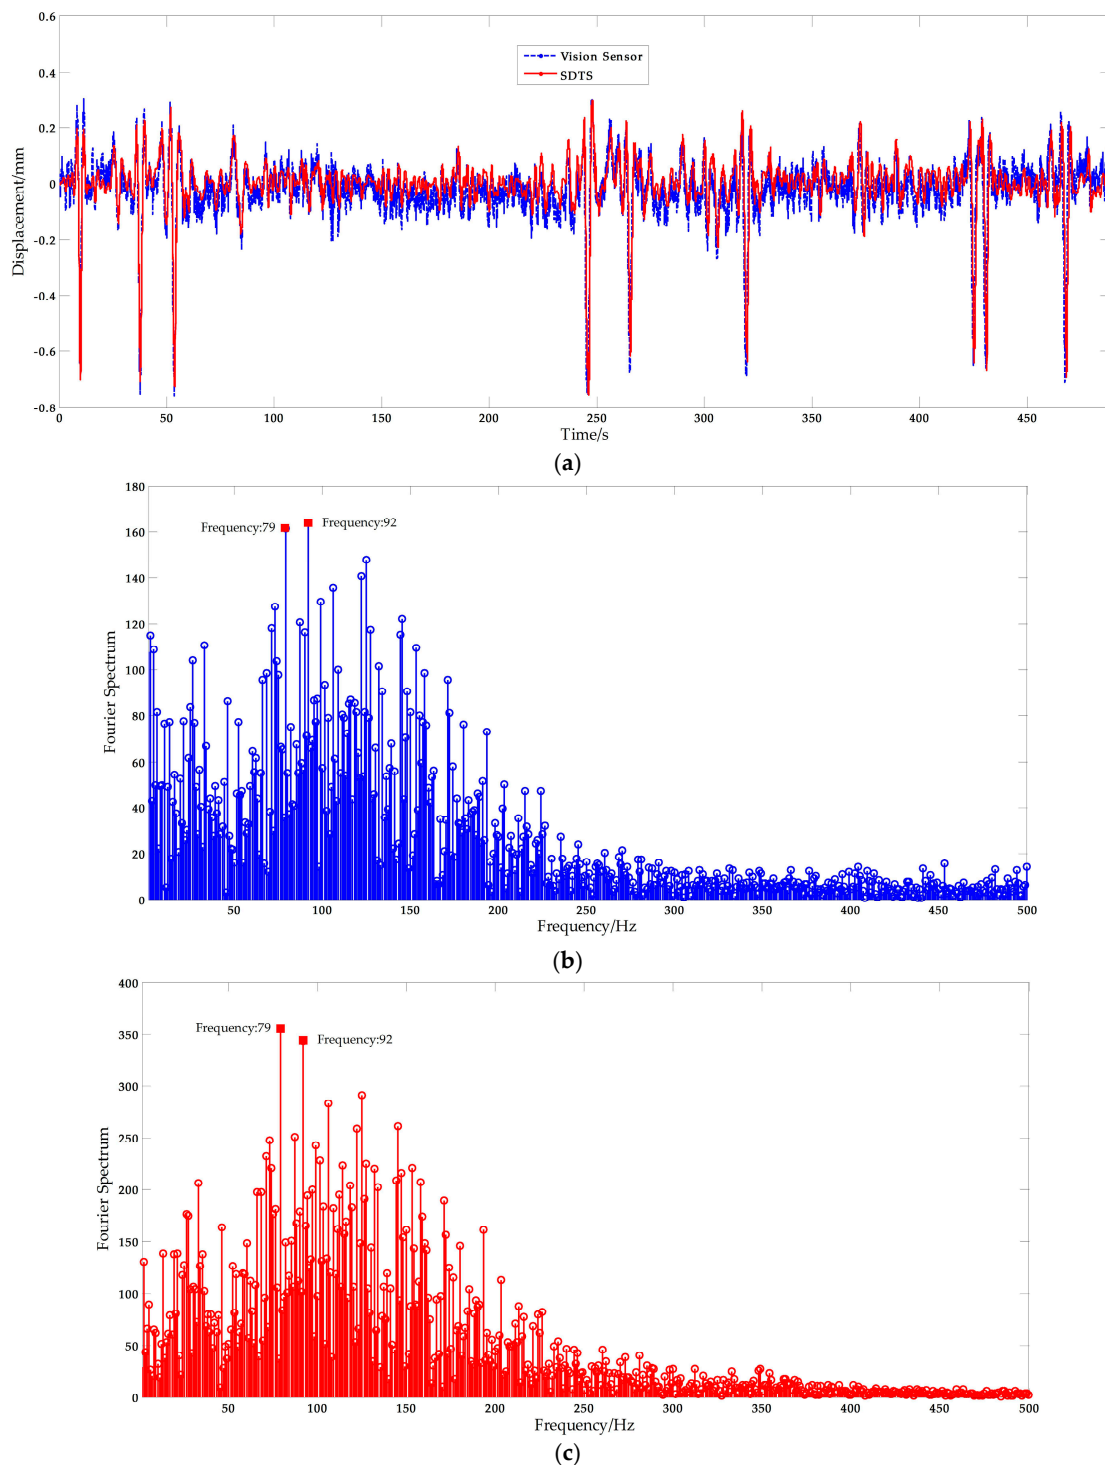 0.6
0.4
0.2
0
-0.2
-0.4
-0.6
-0.8
Displacement/mm
Vision Sensor
SDTS
0 50 100 150 200 250 300 350 400 450
Time/s
(a)
180
160
140
120
100
80
60
40
20
0
Fourier Spectrum
Frequency:79
Frequency:92
50 100 150 200 250 300 350 400 450 500
Frequency/Hz
(b)
400
350
300
250
200
150
100
50
0
Fourier Spectrum
Frequency:79
Frequency:92
50 100 150 200 250 300 350 400 450 500
Frequency/Hz
(c)